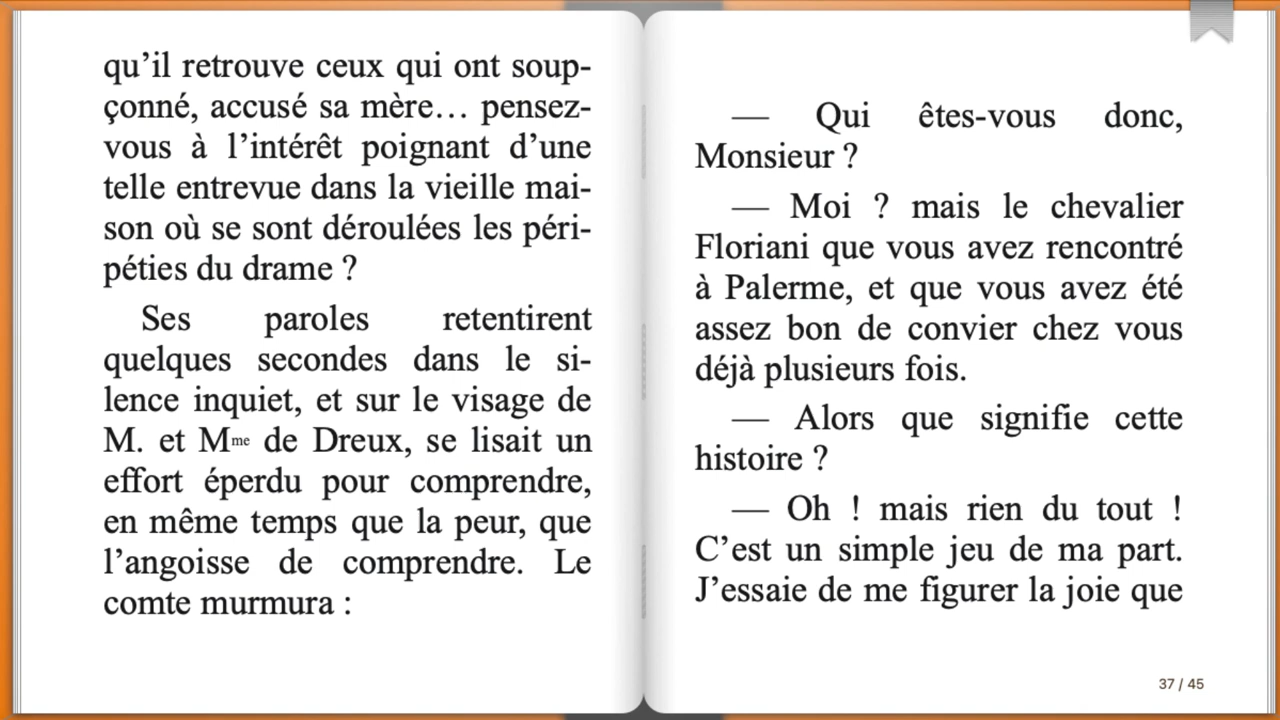 qu’il retrouve ceux qui ont soup-
çonné, accusé sa mère… pensez-
vous à l’intérêt poignant d’une
telle entrevue dans la vieille mai-
son où se sont déroulées les péri-
péties du drame ?
Ses paroles retentirent
quelques secondes dans le si-
lence inquiet, et sur le visage de
M. et Mme de Dreux, se lisait un
effort éperdu pour comprendre,
en même temps que la peur, que
l’angoisse de comprendre. Le
comte murmura :
— Qui êtes-vous donc,
Monsieur ?
— Moi ? mais le chevalier
Floriani que vous avez rencontré
à Palerme, et que vous avez été
assez bon de convier chez vous
déjà plusieurs fois.
— Alors que signifie cette
histoire ?
— Oh ! mais rien du tout !
C’est un simple jeu de ma part.
J’essaie de me figurer la joie que
37 / 45